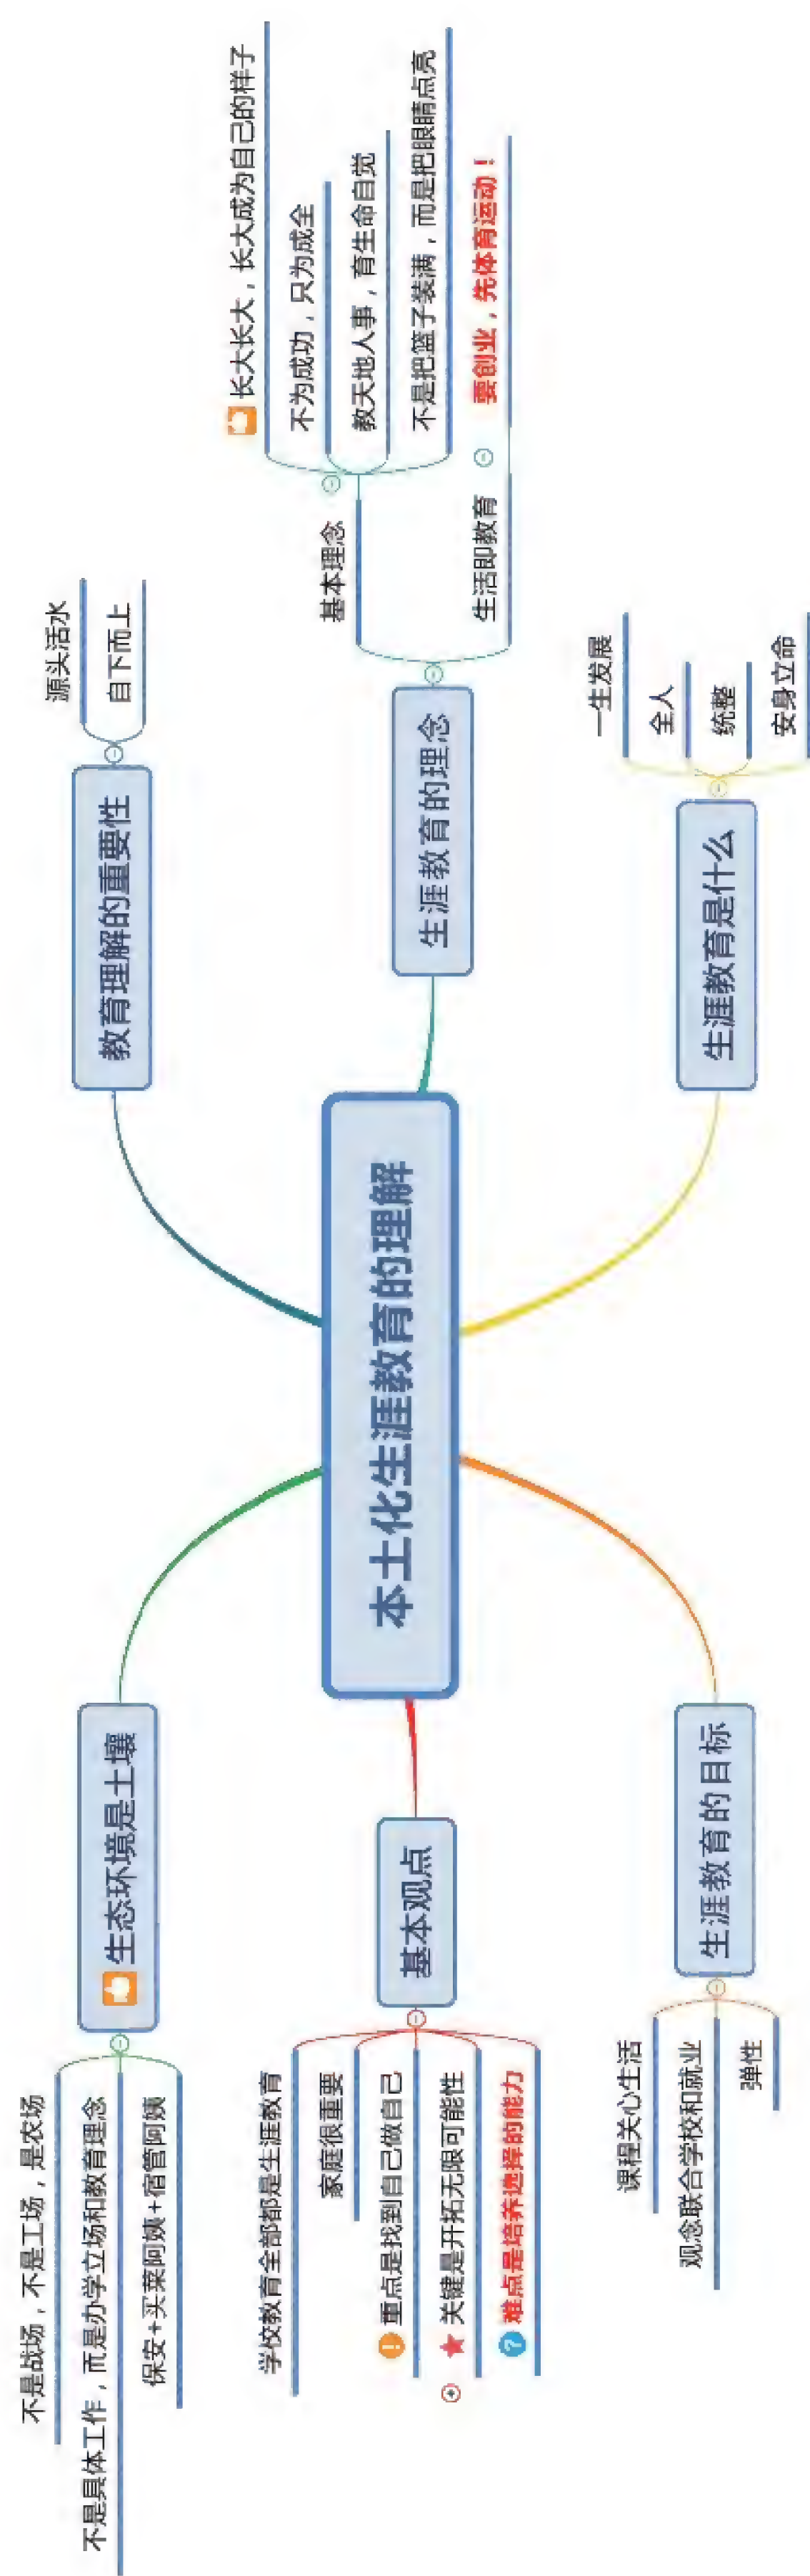 本土化生涯教育的理解
教育理解的重要性
源头活水
自下而上
生涯教育的理念
基本理念
长大长大，长大成为自己的样子
不为成功，只为成全
教天地人事，育生命自觉
不是把篮子装满，而是把眼睛点亮
生活即教育
要创业，先体育运动！
生涯教育是什么
一生发展
全人
统整
安身立命
生涯教育的目标
课程关心生活
观念联合学校和就业
弹性
基本观点
学校教育全部都是生涯教育
家庭很重要
重点是找到自己做自己
关键是开拓无限可能性
难点是培养选择的能力
生态环境是土壤
不是战场，不是工场，是农场
不是具体工作，而是办学立场和教育理念
保安+买菜阿姨+宿管阿姨